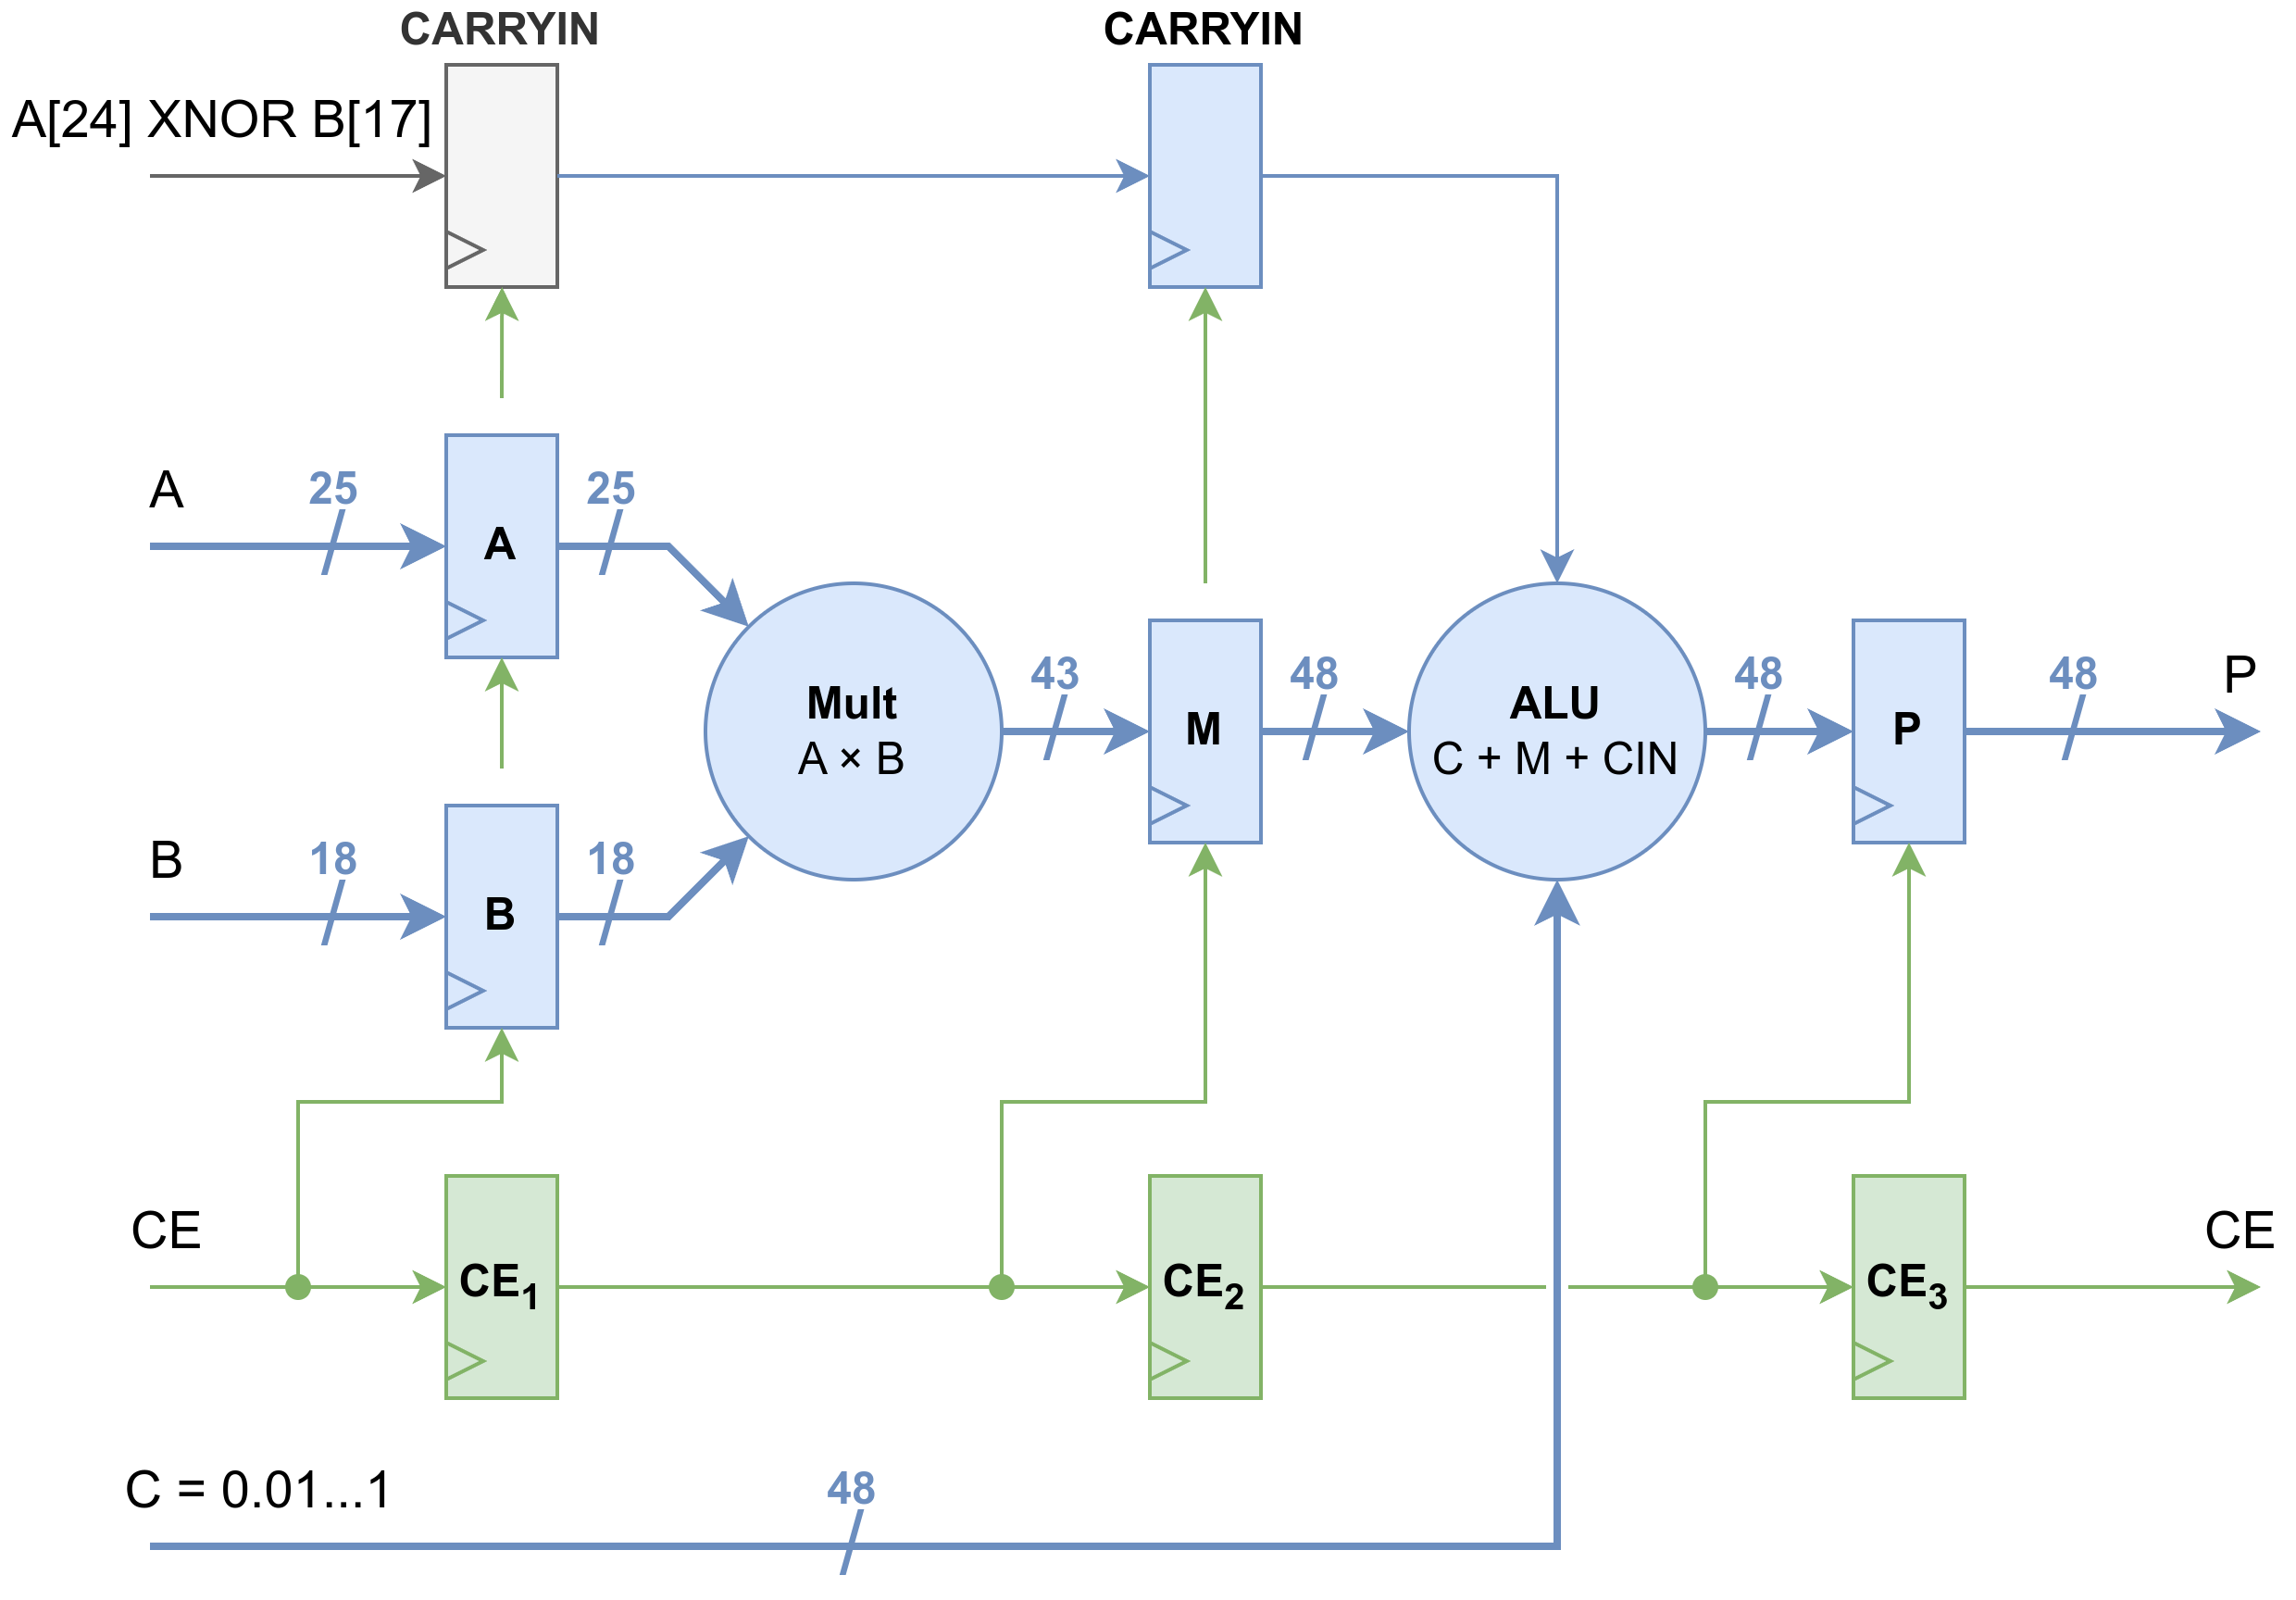 CARRYIN
CARRYIN
A[24] XNOR B[17]
A
25
25
A
B
18
18
B
Mult
A × B
43
M
48
ALU
C + M + CIN
48
P
48
P
CE
CE₁
CE₂
CE₃
CE
C = 0.01...1
48